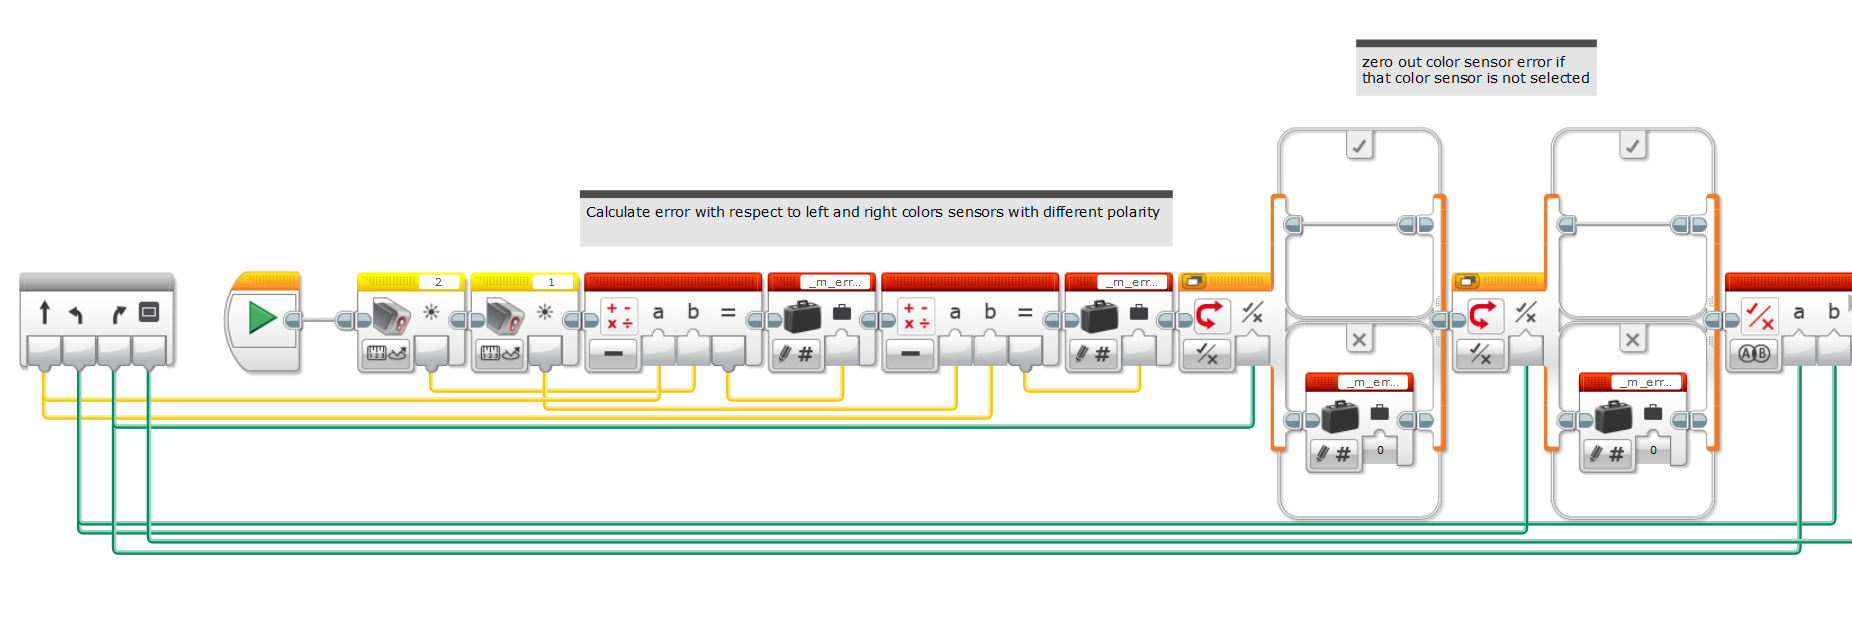 zero out color sensor error if
that color sensor is not selected
Calculate error with respect to left and right colors sensors with different polarity
2
1
a b =
_m_err...
a b =
_m_err...
a b
#
#
A B
_m_err...
_m_err...
# 0
# 0